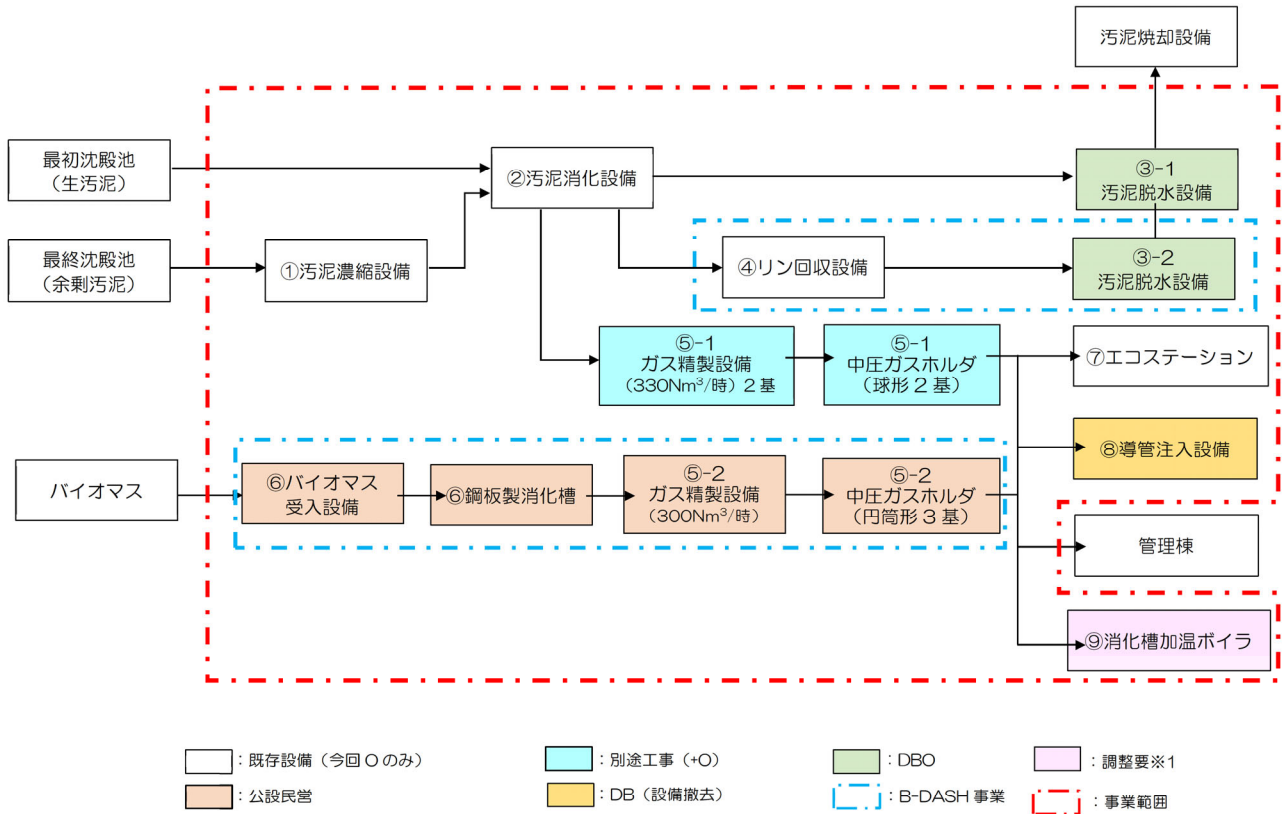 汚泥焼却設備
最初沈殿池
（生汚泥）
②汚泥消化設備
③-1
汚泥脱水設備
最終沈殿池
（余剰汚泥）
①汚泥濃縮設備
④リン回収設備
③-2
汚泥脱水設備
⑤-1
ガス精製設備
（330Nm³/時）2基
⑤-1
中圧ガスホルダ
（球形2基）
⑦エコステーション
⑧導管注入設備
バイオマス
⑥バイオマス
受入設備
⑥鋼板製消化槽
⑤-2
ガス精製設備
（300Nm³/時）
⑤-2
中圧ガスホルダ
（円筒形3基）
管理棟
⑨消化槽加温ボイラ
：既存設備（今回Oのみ）
：別途工事（+O）
：DBO
：調整要※1
：公設民営
：DB（設備撤去）
：B-DASH事業
：事業範囲